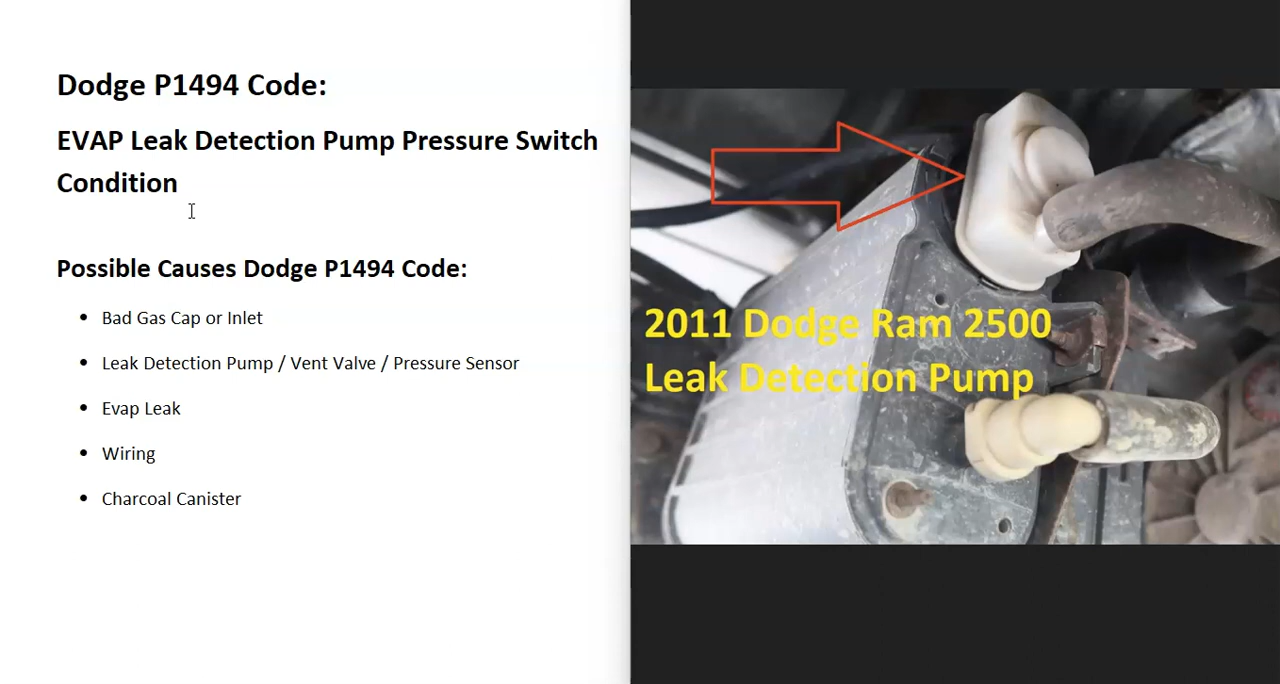 Dodge P1494 Code:
EVAP Leak Detection Pump Pressure Switch
Condition
Possible Causes Dodge P1494 Code:
• Bad Gas Cap or Inlet
• Leak Detection Pump / Vent Valve / Pressure Sensor
• Evap Leak
• Wiring
• Charcoal Canister
2011 Dodge Ram 2500
Leak Detection Pump